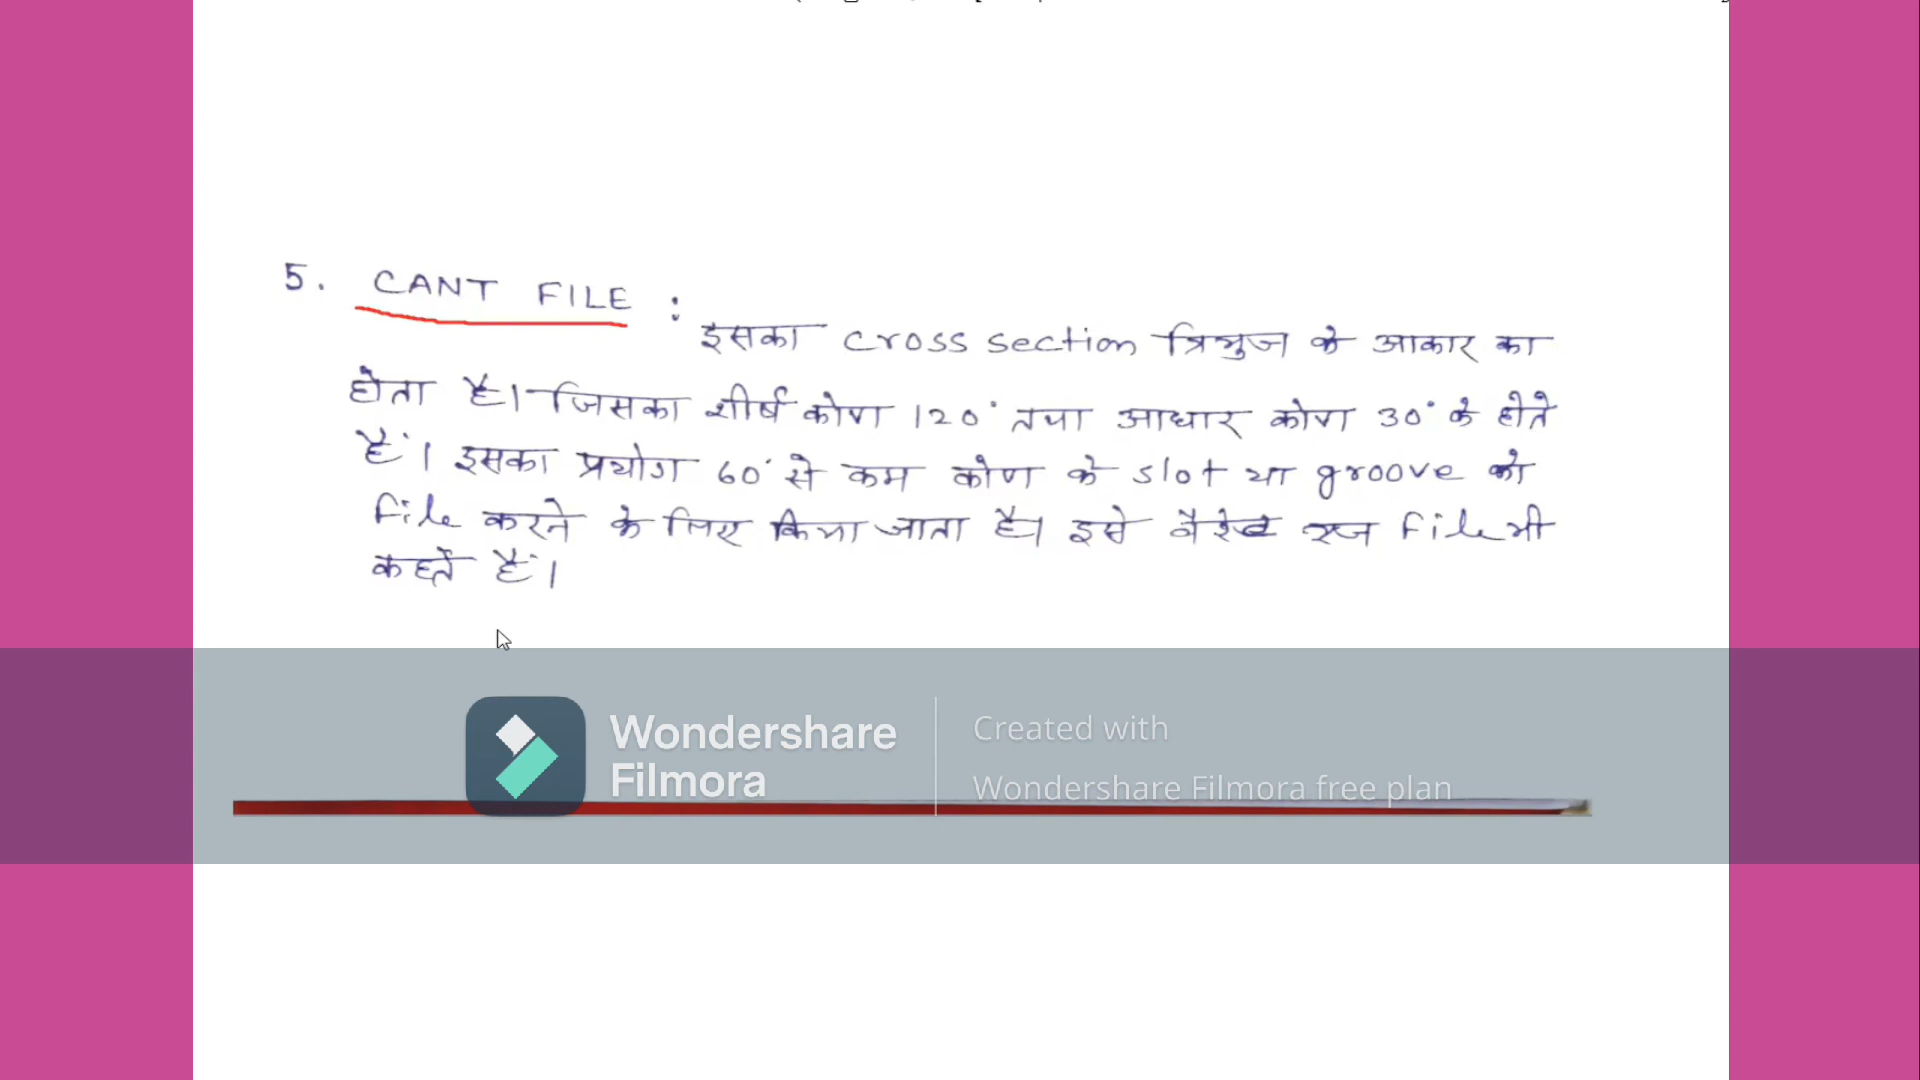 5. CANT FILE :
इसका cross section त्रिभुज के आकार का
होता है। जिसका शीर्ष कोण 120° तथा आधार कोण 30° के होते
हैं। इसका प्रयोग 60° से कम कोण के slot या groove को
file करने के लिए किया जाता है। इसे file भी
कहते हैं।
Wondershare
Filmora
Created with
Wondershare Filmora free plan